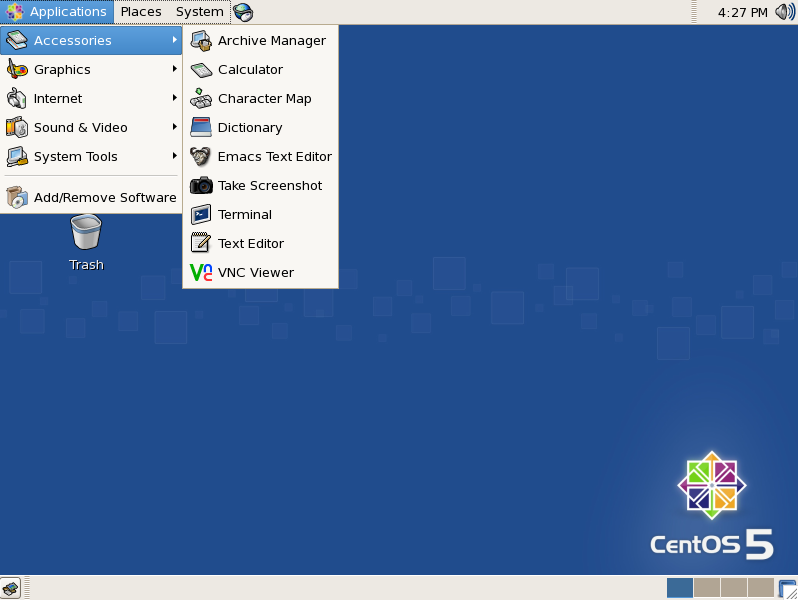 Applications Places System 4:27 PM
Accessories
Graphics
Internet
Sound & Video
System Tools
Add/Remove Software
Archive Manager
Calculator
Character Map
Dictionary
Emacs Text Editor
Take Screenshot
Terminal
Text Editor
VNC Viewer
Trash
CentOS 5